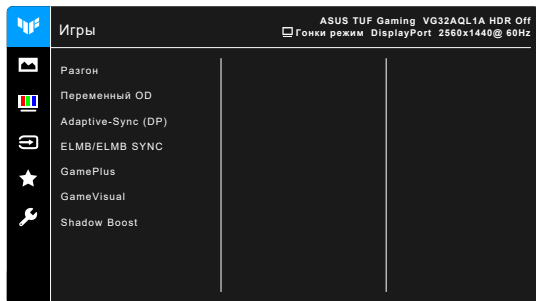 Игры
ASUS TUF Gaming VG32AQL1A HDR Off
Гонки режим DisplayPort 2560x1440@ 60Hz
Разгон
Переменный OD
Adaptive-Sync (DP)
ELMB/ELMB SYNC
GamePlus
GameVisual
Shadow Boost